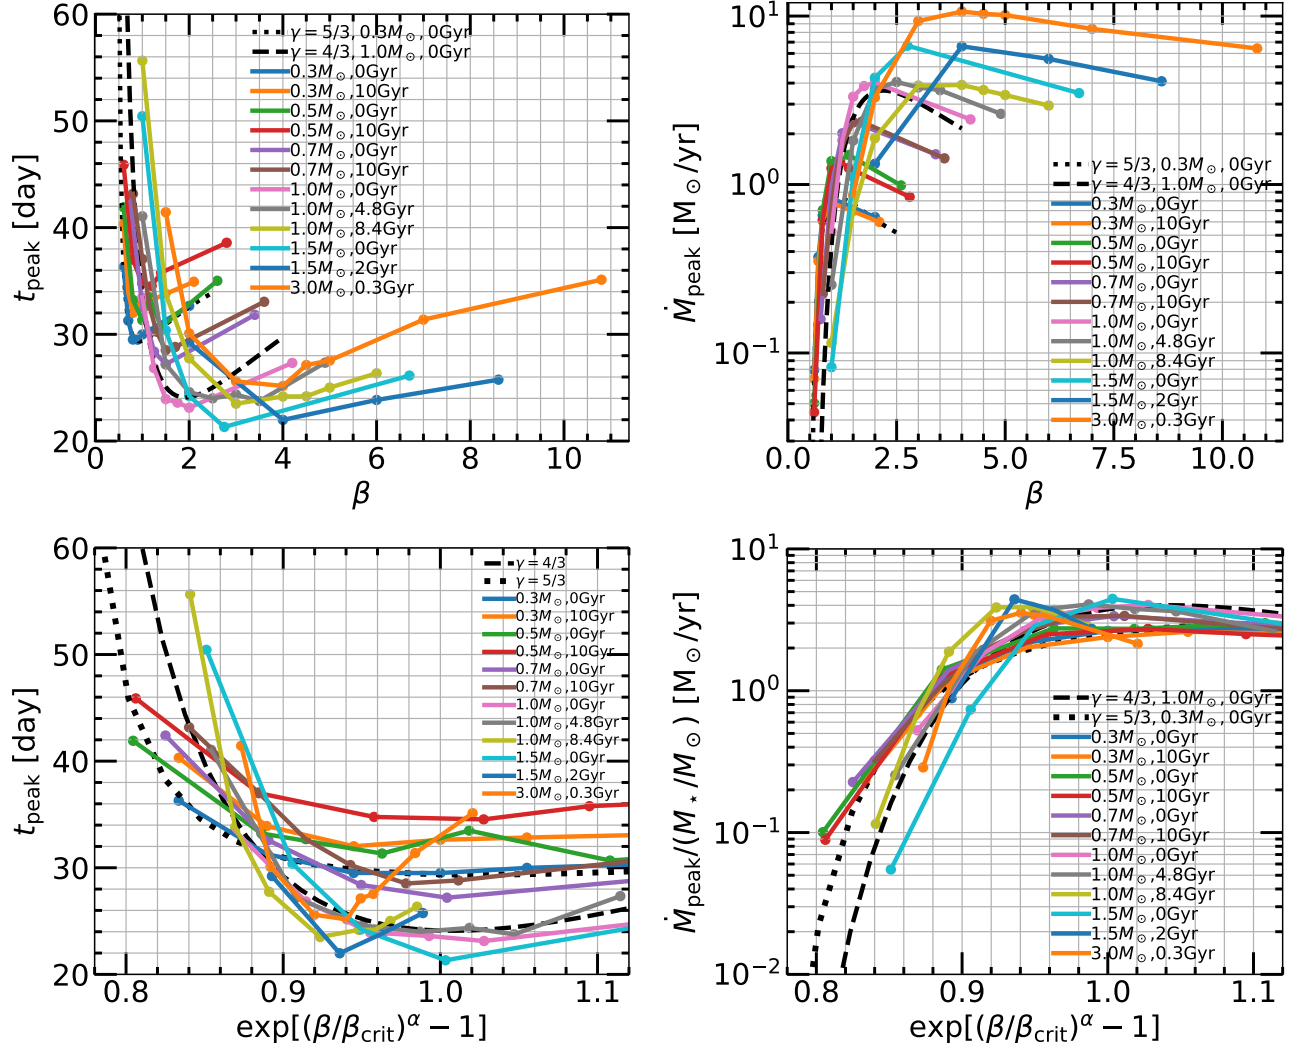 60
50
40
30
20
t_peak [day]
0
2
4
6
8
10
β
γ = 5/3, 0.3M⊙, 0Gyr
γ = 4/3, 1.0M⊙, 0Gyr
0.3M⊙,0Gyr
0.3M⊙,10Gyr
0.5M⊙,0Gyr
0.5M⊙,10Gyr
0.7M⊙,0Gyr
0.7M⊙,10Gyr
1.0M⊙,0Gyr
1.0M⊙,4.8Gyr
1.0M⊙,8.4Gyr
1.5M⊙,0Gyr
1.5M⊙,2Gyr
3.0M⊙,0.3Gyr
10^1
10^0
10^−1
Ṁ_peak [M⊙/yr]
0.0
2.5
5.0
7.5
10.0
β
γ = 5/3, 0.3M⊙, 0Gyr
γ = 4/3, 1.0M⊙, 0Gyr
0.3M⊙,0Gyr
0.3M⊙,10Gyr
0.5M⊙,0Gyr
0.5M⊙,10Gyr
0.7M⊙,0Gyr
0.7M⊙,10Gyr
1.0M⊙,0Gyr
1.0M⊙,4.8Gyr
1.0M⊙,8.4Gyr
1.5M⊙,0Gyr
1.5M⊙,2Gyr
3.0M⊙,0.3Gyr
60
50
40
30
20
t_peak [day]
0.8
0.9
1.0
1.1
exp[(β/β_crit)^α − 1]
γ = 4/3
γ = 5/3
0.3M⊙,0Gyr
0.3M⊙,10Gyr
0.5M⊙,0Gyr
0.5M⊙,10Gyr
0.7M⊙,0Gyr
0.7M⊙,10Gyr
1.0M⊙,0Gyr
1.0M⊙,4.8Gyr
1.0M⊙,8.4Gyr
1.5M⊙,0Gyr
1.5M⊙,2Gyr
3.0M⊙,0.3Gyr
10^1
10^0
10^−1
10^−2
Ṁ_peak/(M⋆/M⊙) [M⊙/yr]
0.8
0.9
1.0
1.1
exp[(β/β_crit)^α − 1]
γ = 4/3, 1.0M⊙, 0Gyr
γ = 5/3, 0.3M⊙, 0Gyr
0.3M⊙,0Gyr
0.3M⊙,10Gyr
0.5M⊙,0Gyr
0.5M⊙,10Gyr
0.7M⊙,0Gyr
0.7M⊙,10Gyr
1.0M⊙,0Gyr
1.0M⊙,4.8Gyr
1.0M⊙,8.4Gyr
1.5M⊙,0Gyr
1.5M⊙,2Gyr
3.0M⊙,0.3Gyr